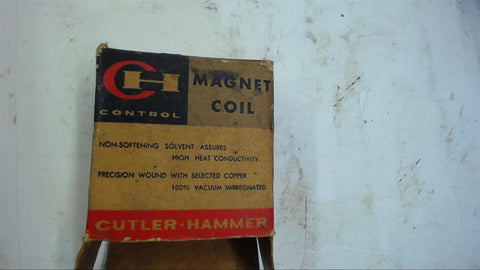 CH
MAGNET
COIL
CONTROL
NON-SOFTENING SOLVENT ASSURES
HIGH HEAT CONDUCTIVITY
PRECISION WOUND WITH SELECTED COPPER
100% VACUUM IMPREGNATED
CUTLER-HAMMER